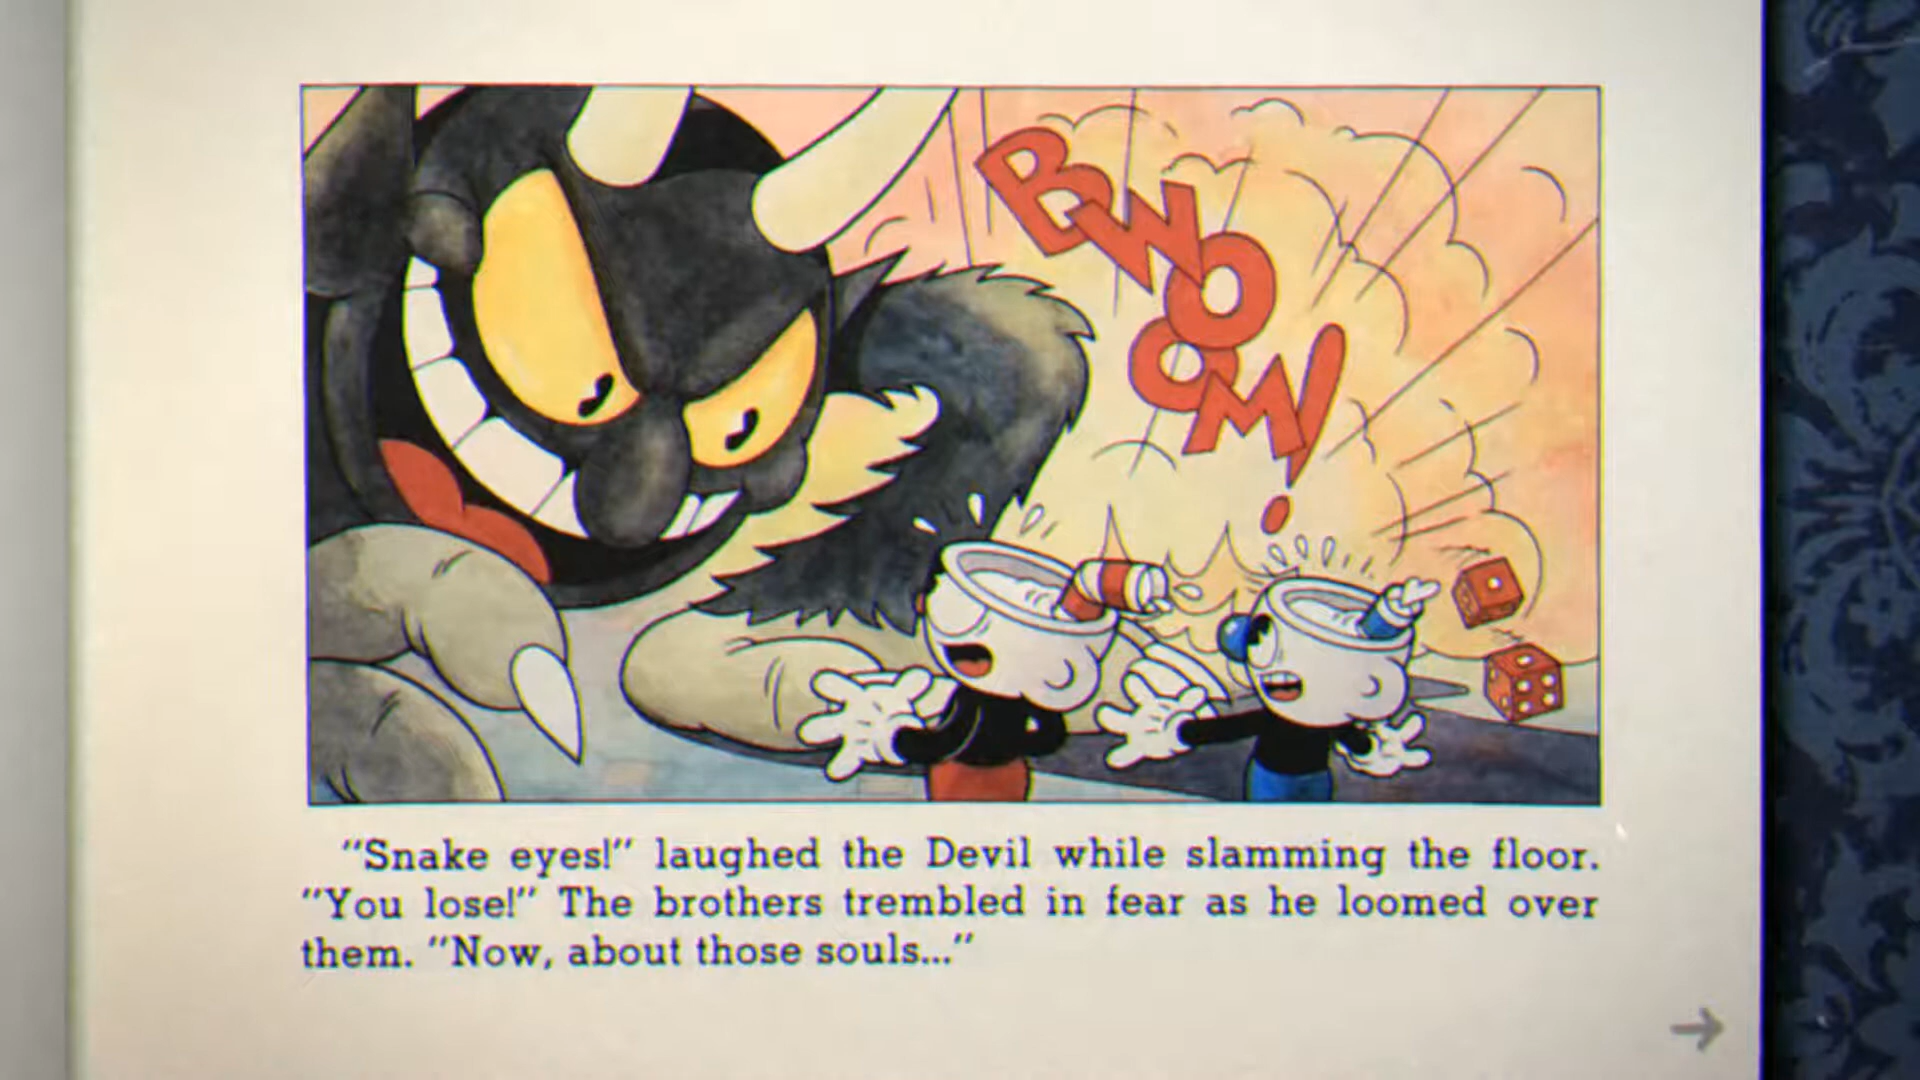 BWOOM!
“Snake eyes!” laughed the Devil while slamming the floor.
“You lose!” The brothers trembled in fear as he loomed over
them. “Now, about those souls...”